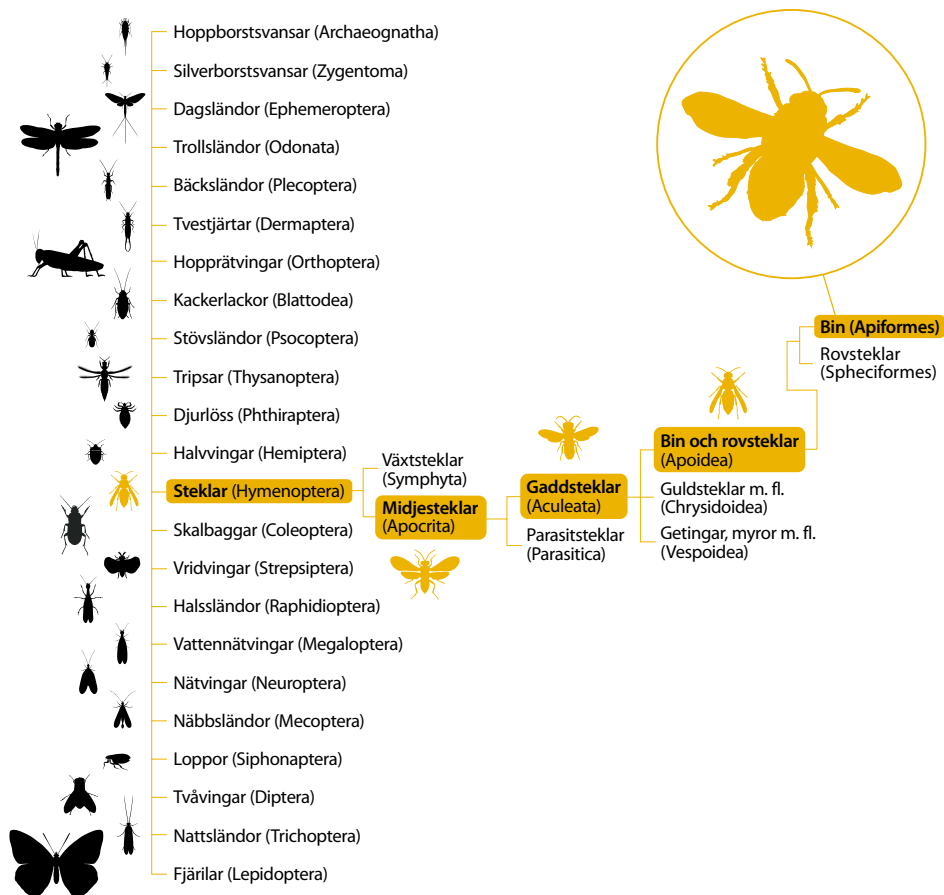 Hoppborstsvansar (Archaeognatha)
Silverborstsvansar (Zygentoma)
Dagsländor (Ephemeroptera)
Trollsländor (Odonata)
Bäcksländor (Plecoptera)
Tvestjärtar (Dermaptera)
Hopprätvingar (Orthoptera)
Kackerlackor (Blattodea)
Stövsländor (Psocoptera)
Tripsar (Thysanoptera)
Djurlöss (Phthiraptera)
Halvvingar (Hemiptera)
Steklar (Hymenoptera)
Skalbaggar (Coleoptera)
Vridvingar (Strepsiptera)
Halssländor (Raphidioptera)
Vattennätvingar (Megaloptera)
Nätvingar (Neuroptera)
Näbbsländor (Mecoptera)
Loppor (Siphonaptera)
Tvåvingar (Diptera)
Nattsländor (Trichoptera)
Fjärilar (Lepidoptera)
Växtsteklar
(Symphyta)
Midjesteklar
(Apocrita)
Gaddsteklar
(Aculeata)
Parasitsteklar
(Parasitica)
Bin och rovsteklar
(Apoidea)
Guldsteklar m. fl.
(Chrysidoidea)
Getingar, myror m. fl.
(Vespoidea)
Bin (Apiformes)
Rovsteklar
(Spheciformes)